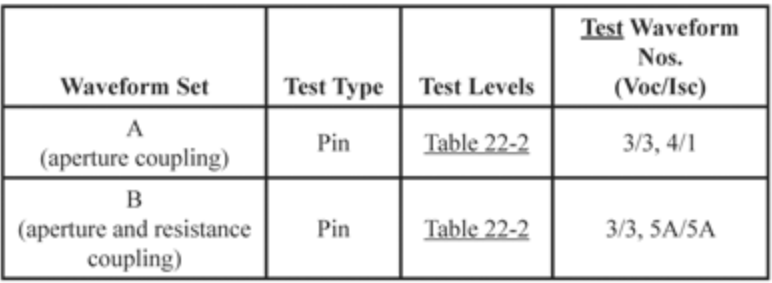 Waveform Set
Test Type
Test Levels
Test Waveform
Nos.
(Voc/Isc)
A
(aperture coupling)
Pin
Table 22-2
3/3, 4/1
B
(aperture and resistance
coupling)
Pin
Table 22-2
3/3, 5A/5A